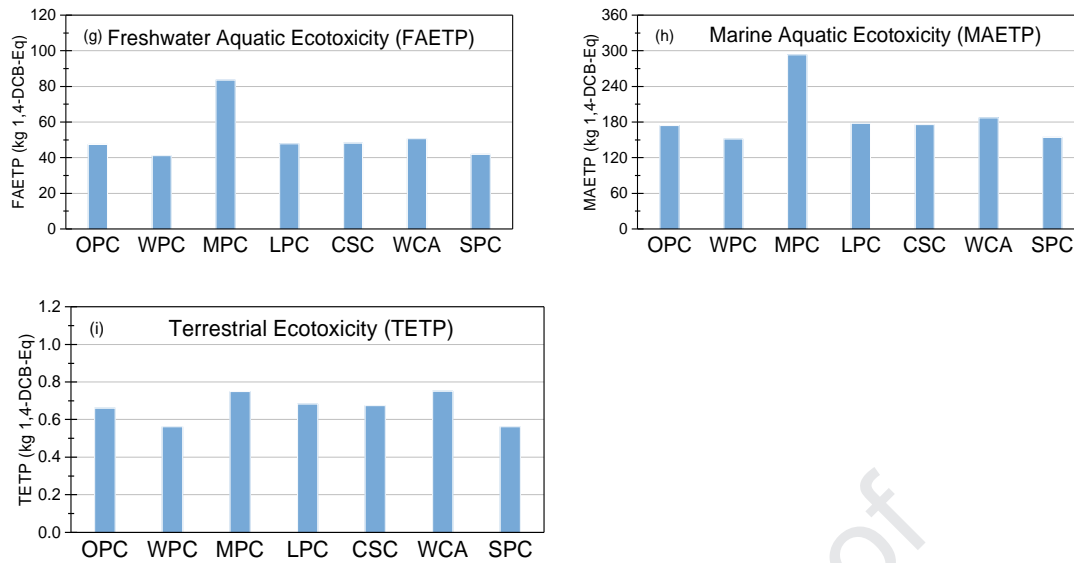 (g) Freshwater Aquatic Ecotoxicity (FAETP)
FAETP (kg 1,4-DCB-Eq)
120
100
80
60
40
20
0
OPC WPC MPC LPC CSC WCA SPC
(h) Marine Aquatic Ecotoxicity (MAETP)
MAETP (kg 1,4-DCB-Eq)
360
300
240
180
120
60
0
OPC WPC MPC LPC CSC WCA SPC
(i) Terrestrial Ecotoxicity (TETP)
TETP (kg 1,4-DCB-Eq)
1.2
1.0
0.8
0.6
0.4
0.2
0.0
OPC WPC MPC LPC CSC WCA SPC
of